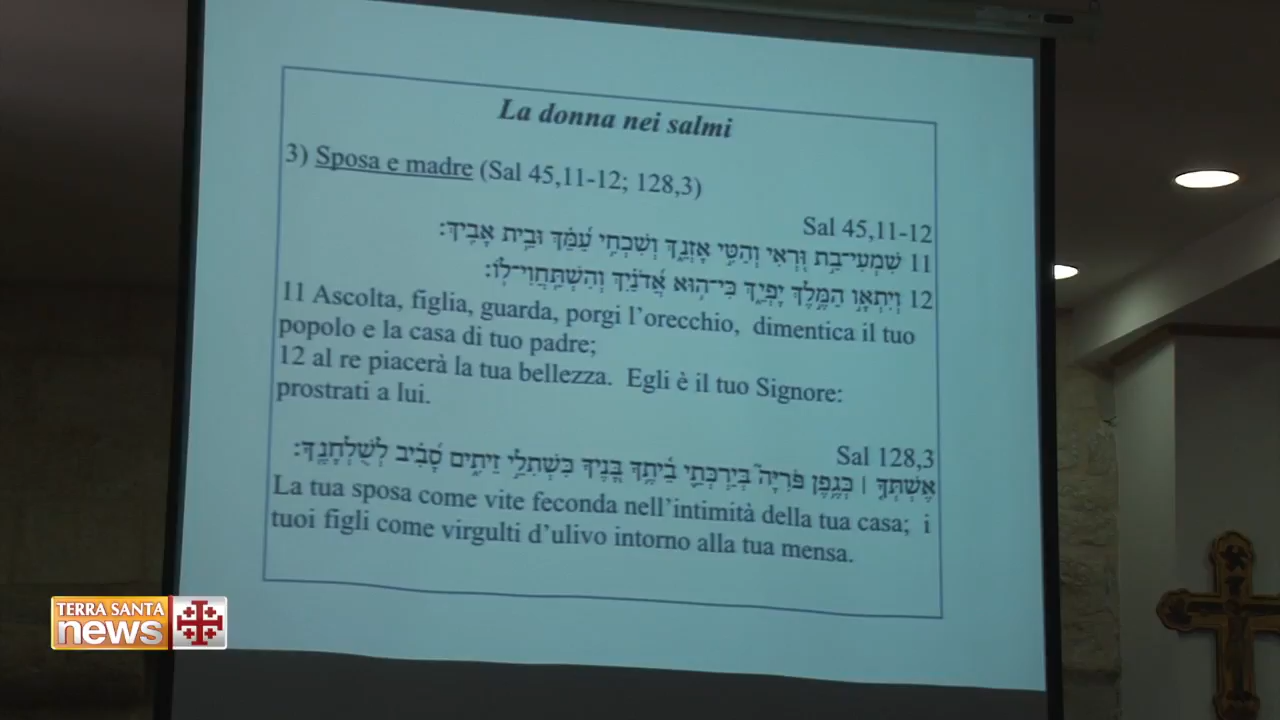 La donna nei salmi
3) Sposa e madre (Sal 45,11-12; 128,3)
Sal 45,11-12
11 שִׁמְעִי־בַ֣ת וּ֭רְאִי וְהַטִּ֣י אָזְנֵ֑ךְ וְשִׁכְחִ֥י עַ֝מֵּ֗ךְ וּבֵ֥ית אָבִֽיךְ׃
12 וְיִתְאָ֣ו הַמֶּ֣לֶךְ יָפְיֵ֑ךְ כִּי־ה֥וּא אֲ֝דֹנַ֗יִךְ וְהִשְׁתַּֽחֲוִי־לֽוֹ׃
11 Ascolta, figlia, guarda, porgi l’orecchio, dimentica il tuo
popolo e la casa di tuo padre;
12 al re piacerà la tua bellezza. Egli è il tuo Signore:
prostrati a lui.
Sal 128,3
אֶשְׁתְּךָ֤ ׀ כְּגֶ֥פֶן פֹּרִיָּה֮ בְּיַרְכְּתֵ֪י בֵ֫יתֶ֥ךָ בָּ֭נֶיךָ כִּשְׁתִלֵ֣י זֵיתִ֑ים סָ֝בִ֗יב לְשֻׁלְחָנֶֽךָ׃
La tua sposa come vite feconda nell’intimità della tua casa; i
tuoi figli come virgulti d’ulivo intorno alla tua mensa.
TERRA SANTA
news